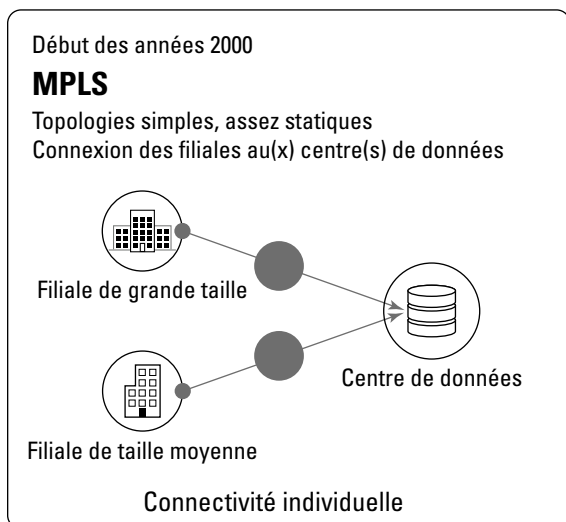 Début des années 2000
MPLS
Topologies simples, assez statiques
Connexion des filiales au(x) centre(s) de données
Filiale de grande taille
Centre de données
Filiale de taille moyenne
Connectivité individuelle